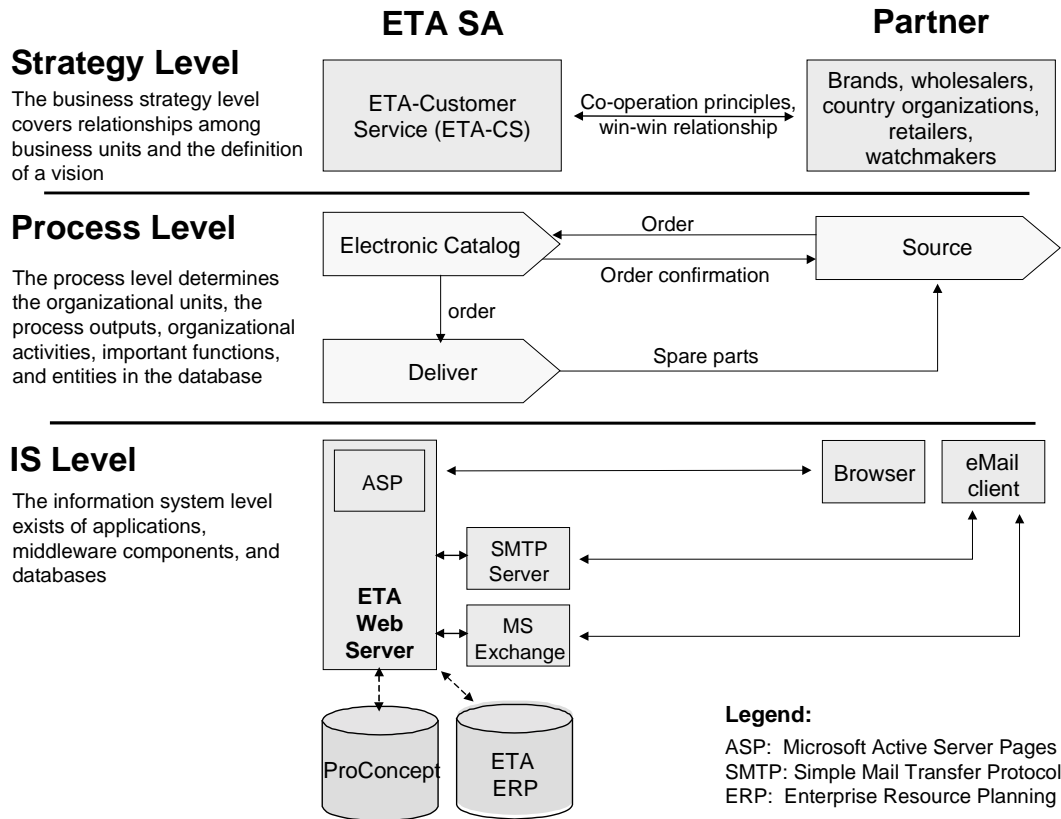 ETA SA
Partner
Strategy Level
The business strategy level
covers relationships among
business units and the definition
of a vision
ETA-Customer
Service (ETA-CS)
Co-operation principles,
win-win relationship
Brands, wholesalers,
country organizations,
retailers,
watchmakers
Process Level
The process level determines
the organizational units, the
process outputs, organizational
activities, important functions,
and entities in the database
Electronic Catalog
Order
Order confirmation
Source
order
Deliver
Spare parts
IS Level
The information system level
exists of applications,
middleware components, and
databases
ASP
ETA
Web
Server
SMTP
Server
MS
Exchange
Browser
eMail
client
ProConcept
ETA
ERP
Legend:
ASP: Microsoft Active Server Pages
SMTP: Simple Mail Transfer Protocol
ERP: Enterprise Resource Planning